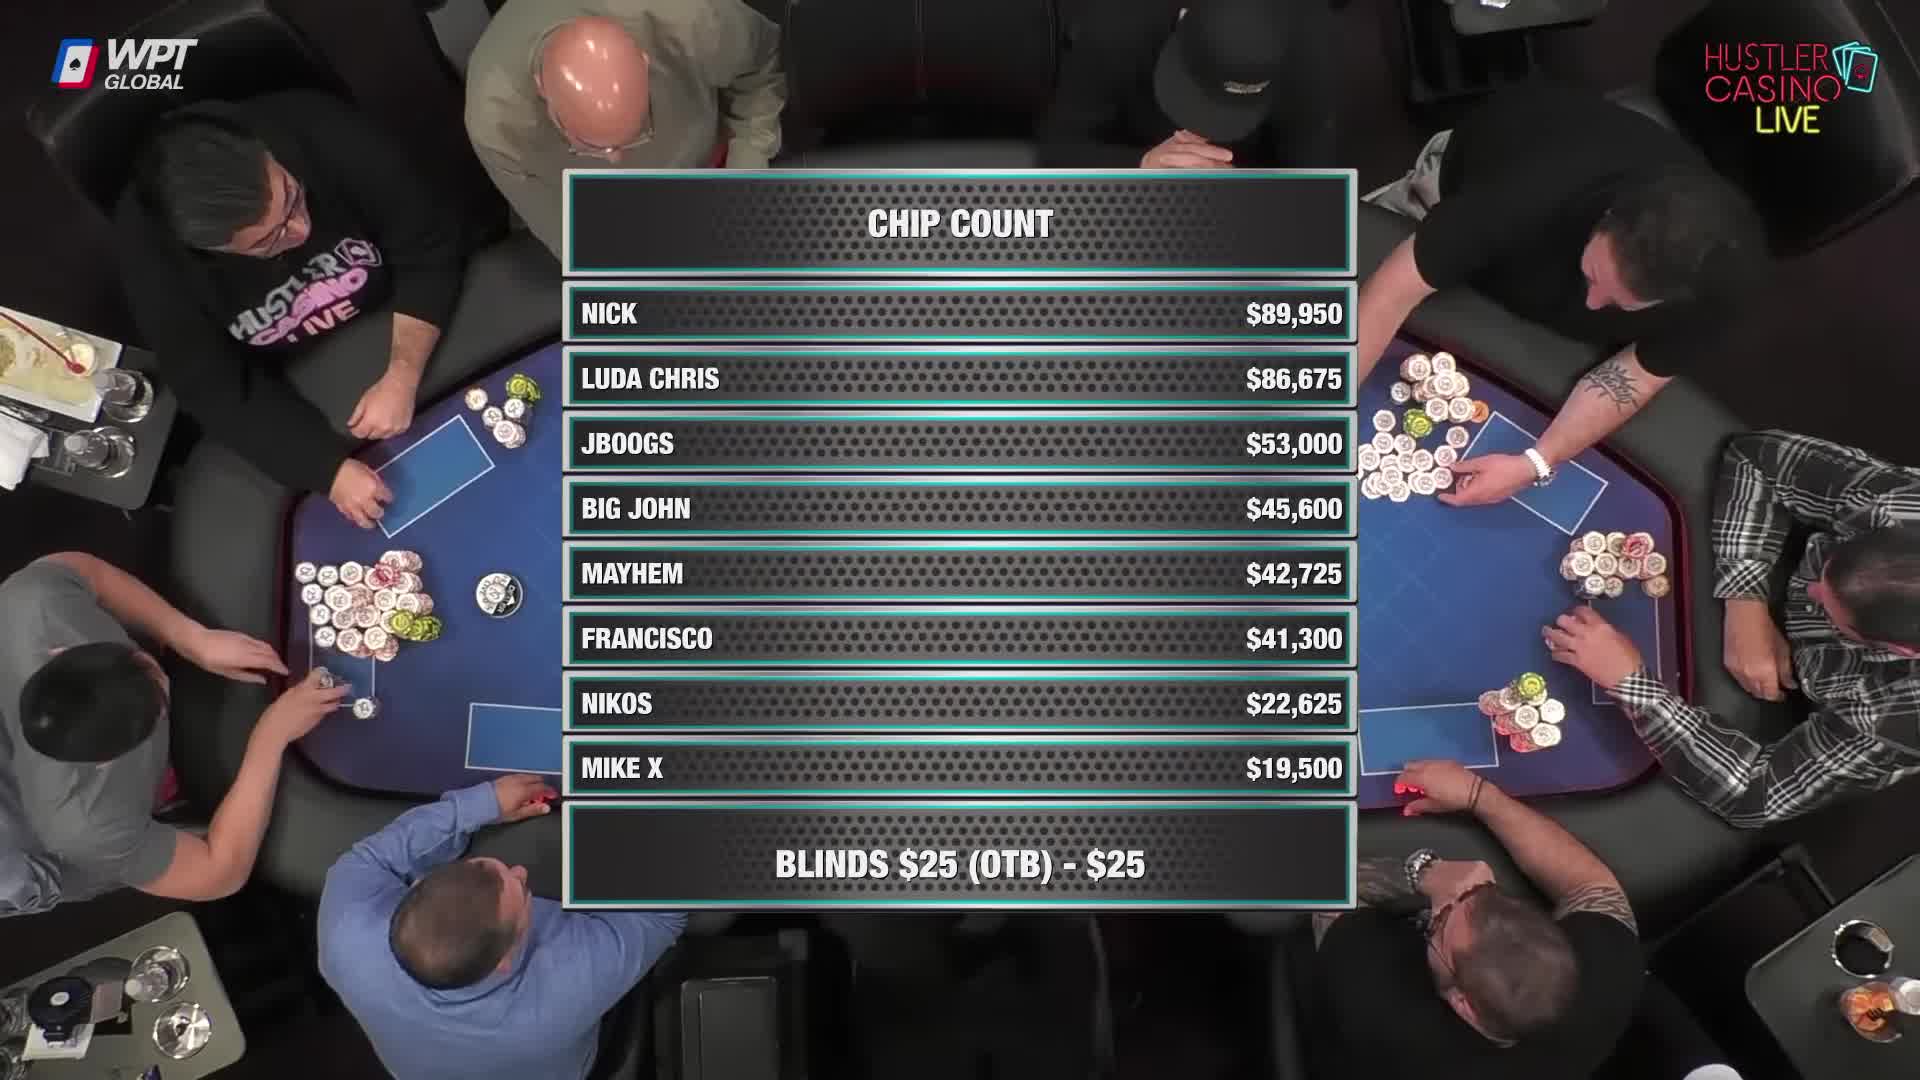 WPT
GLOBAL
HUSTLER
CASINO
LIVE
HUSTLER
CASINO
LIVE
CHIP COUNT
NICK $89,950
LUDA CHRIS $86,675
JBOOGS $53,000
BIG JOHN $45,600
MAYHEM $42,725
FRANCISCO $41,300
NIKOS $22,625
MIKE X $19,500
BLINDS $25 (OTB) - $25